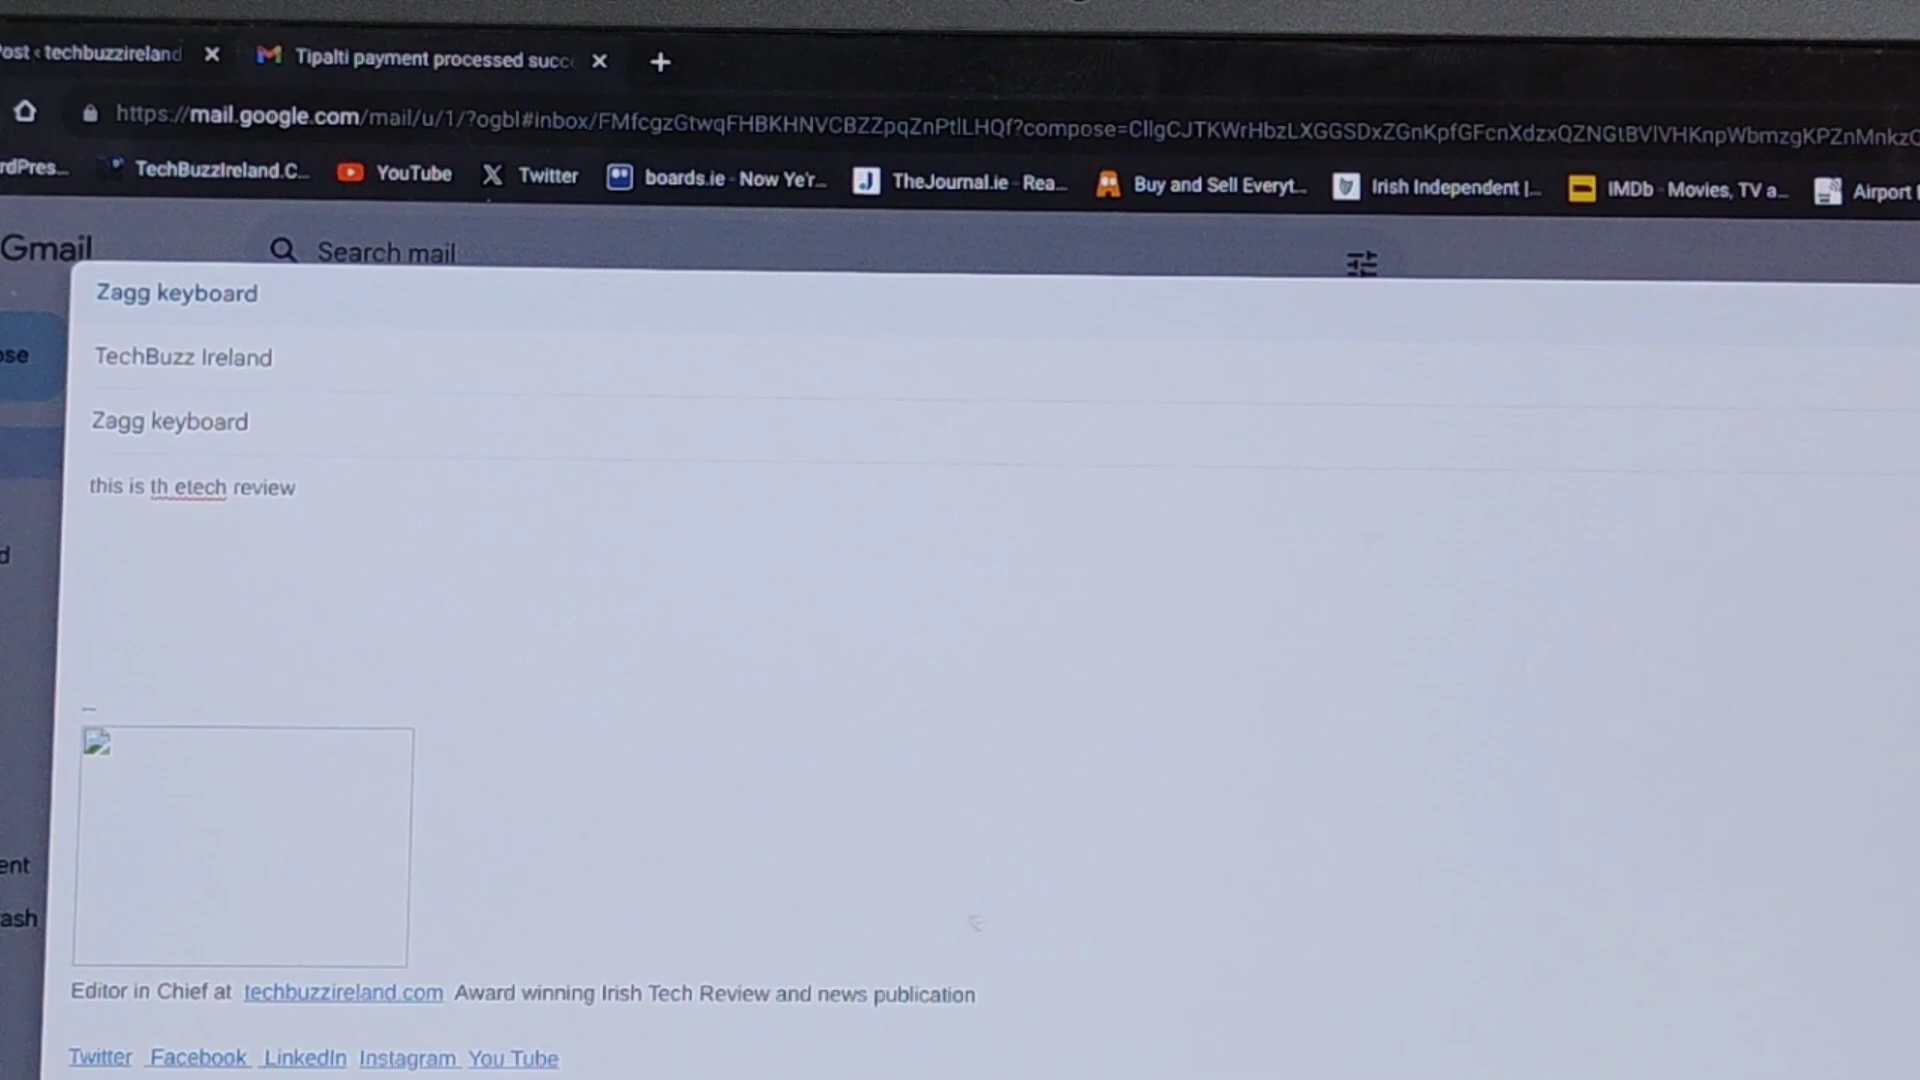 ost ‹ techbuzzireland
Tipalti payment processed succ
https://mail.google.com/mail/u/1/?ogbl#inbox/FMfcgzGtwqFHBKHNVCBZZpqZnPtlLHQf?compose=CllgCJTKWrHbzLXGGSDxZGnKpfGFcnXdzxQZNGtBVlVHKnpWbmzgKPZnMnkzC
rdPres... TechBuzzIreland.C... YouTube Twitter boards.ie - Now Ye'r... TheJournal.ie - Rea... Buy and Sell Everyt... Irish Independent |... IMDb - Movies, TV a... Airport
Gmail
Search mail
Zagg keyboard
ose
TechBuzz Ireland
Zagg keyboard
this is th etech review
d
--
ent
ash
Editor in Chief at techbuzzireland.com Award winning Irish Tech Review and news publication
Twitter Facebook LinkedIn Instagram You Tube